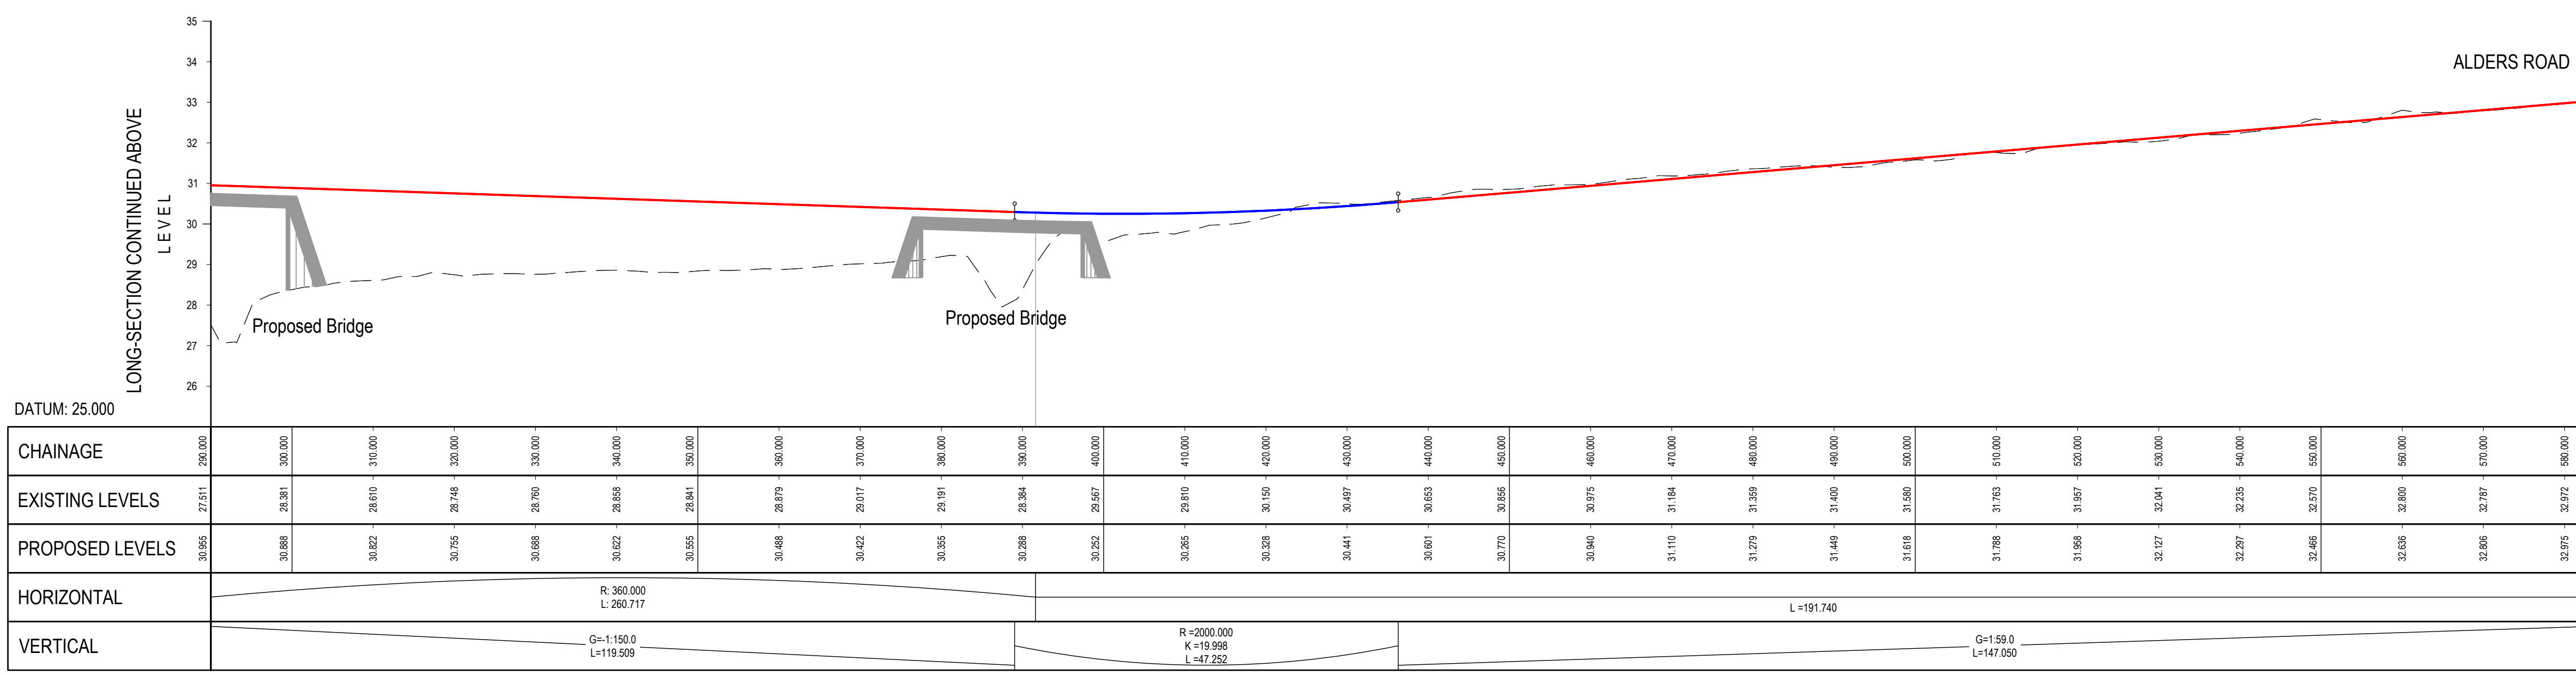 35
34
33
32
31
30
29
28
27
26
LONG-SECTION CONTINUED ABOVE
LEVEL
ALDERS ROAD
Proposed Bridge
Proposed Bridge
DATUM: 25.000
CHAINAGE 290.000 300.000 310.000 320.000 330.000 340.000 350.000 360.000 370.000 380.000 390.000 400.000 410.000 420.000 430.000 440.000 450.000 460.000 470.000 480.000 490.000 500.000 510.000 520.000 530.000 540.000 550.000 560.000 570.000 580.000
EXISTING LEVELS 27.511 28.381 28.610 28.748 28.760 28.858 28.841 28.879 29.017 29.191 28.384 29.567 29.810 30.150 30.497 30.653 30.856 30.975 31.184 31.359 31.400 31.580 31.763 31.957 32.041 32.235 32.570 32.800 32.787 32.972
PROPOSED LEVELS 30.955 30.888 30.822 30.755 30.688 30.622 30.555 30.488 30.422 30.355 30.288 30.252 30.265 30.328 30.441 30.601 30.770 30.940 31.110 31.279 31.449 31.618 31.788 31.958 32.127 32.297 32.466 32.636 32.806 32.975
HORIZONTAL
R: 360.000
L: 260.717
L =191.740
VERTICAL
G=-1:150.0
L=119.509
R =2000.000
K =19.998
L =47.252
G=1:59.0
L=147.050